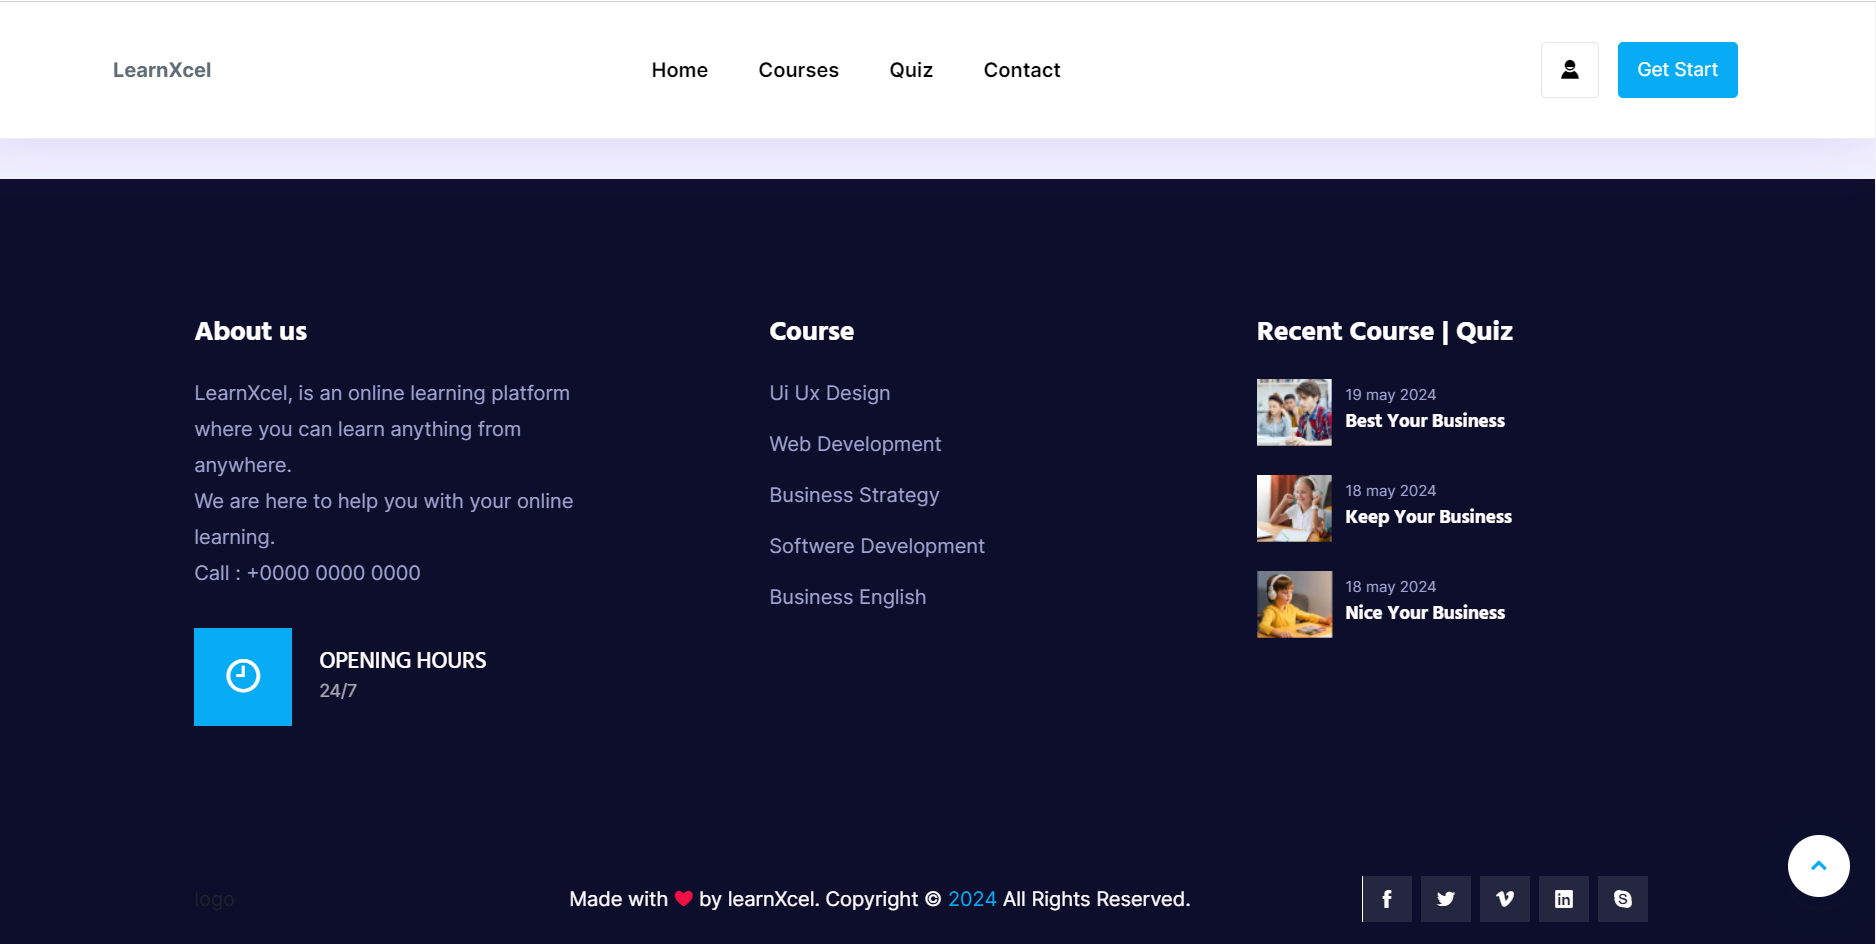 LearnXcel
Home
Courses
Quiz
Contact
Get Start
About us
LearnXcel, is an online learning platform
where you can learn anything from
anywhere.
We are here to help you with your online
learning.
Call : +0000 0000 0000
OPENING HOURS
24/7
Course
Ui Ux Design
Web Development
Business Strategy
Softwere Development
Business English
Recent Course | Quiz
19 may 2024
Best Your Business
18 may 2024
Keep Your Business
18 may 2024
Nice Your Business
logo
Made with ❤ by learnXcel. Copyright © 2024 All Rights Reserved.